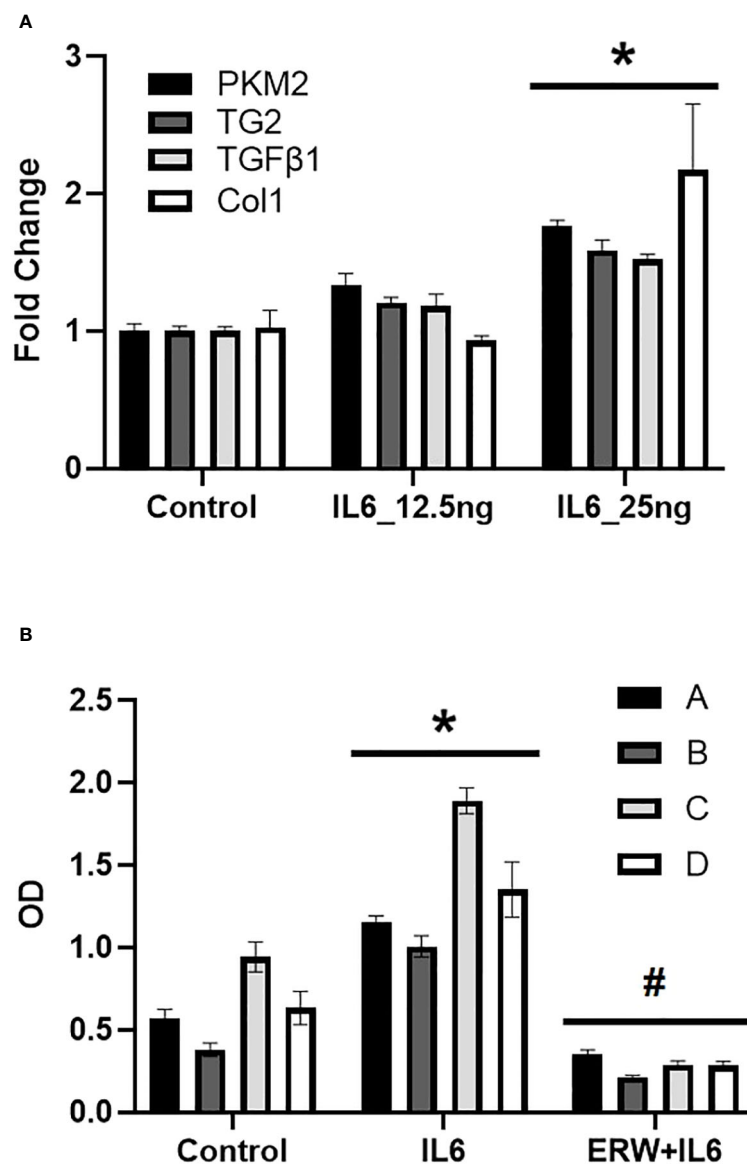 A
Fold Change
3
2
1
0
PKM2
TG2
TGFβ1
Col1
*
Control IL6_12.5ng IL6_25ng
B
OD
2.5
2.0
1.5
1.0
0.5
0.0
*
#
A
B
C
D
Control IL6 ERW+IL6